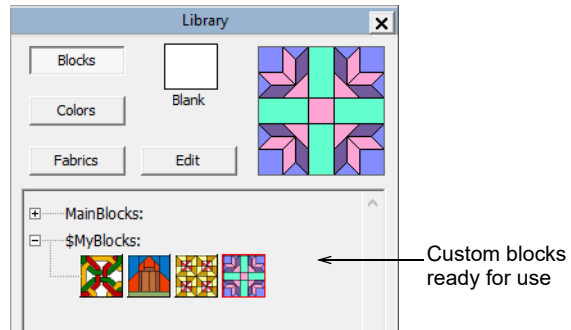 Library
Blocks
Blank
Colors
Fabrics
Edit
MainBlocks:
$MyBlocks:
Custom blocks
ready for use